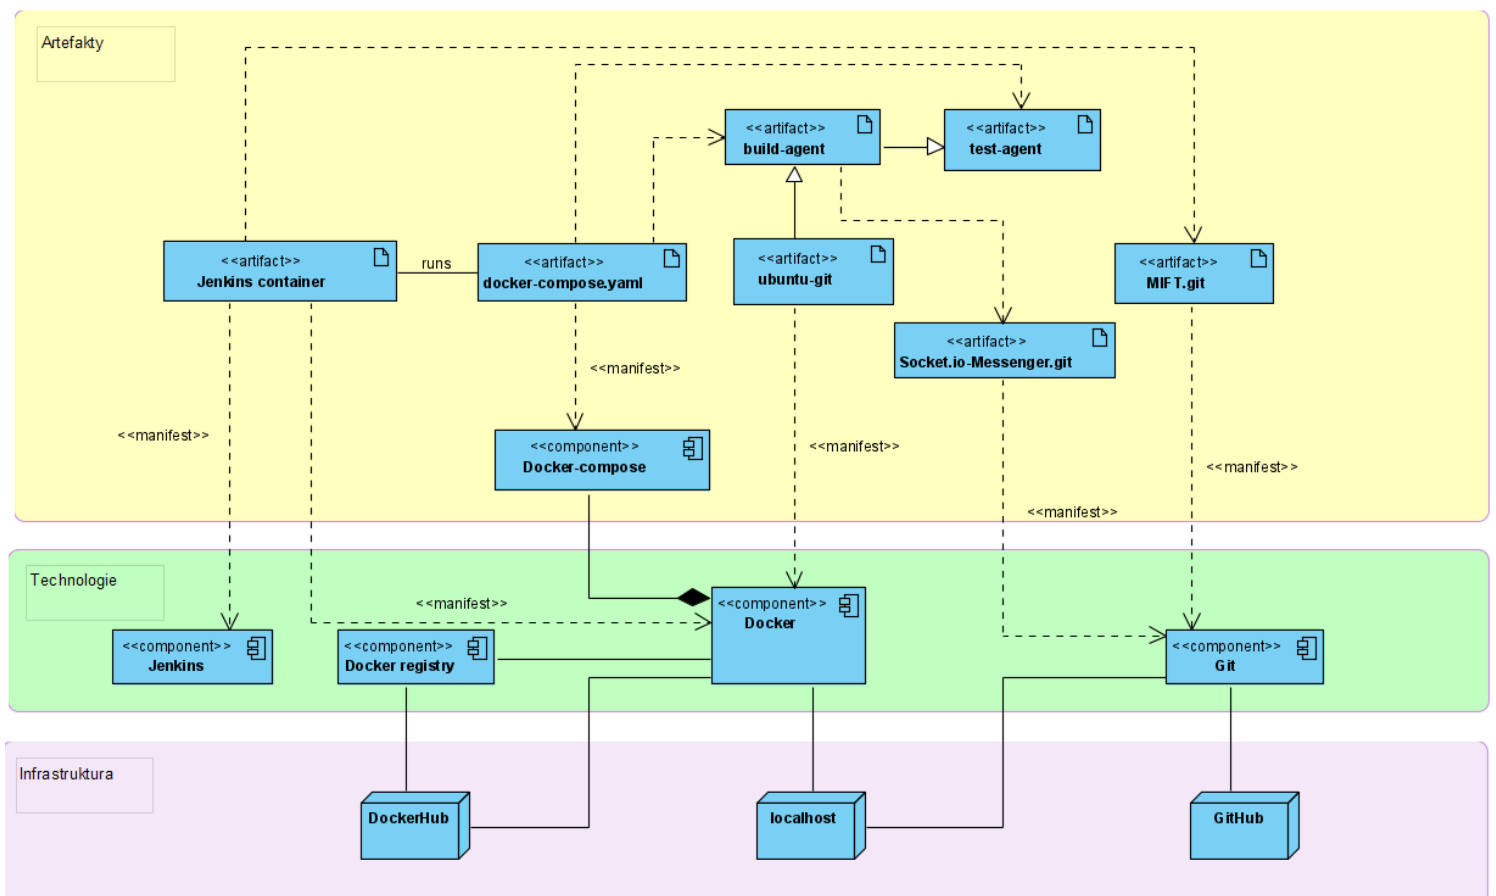 Artefakty
<<artifact>>
build-agent
<<artifact>>
test-agent
<<artifact>>
Jenkins container
runs
<<artifact>>
docker-compose.yaml
<<artifact>>
ubuntu-git
<<artifact>>
MIFT.git
<<artifact>>
Socket.io-Messenger.git
<<manifest>>
<<manifest>>
<<component>>
Docker-compose
<<manifest>>
<<manifest>>
<<manifest>>
Technologie
<<manifest>>
<<component>>
Docker
<<component>>
Jenkins
<<component>>
Docker registry
<<component>>
Git
Infrastruktura
DockerHub
localhost
GitHub